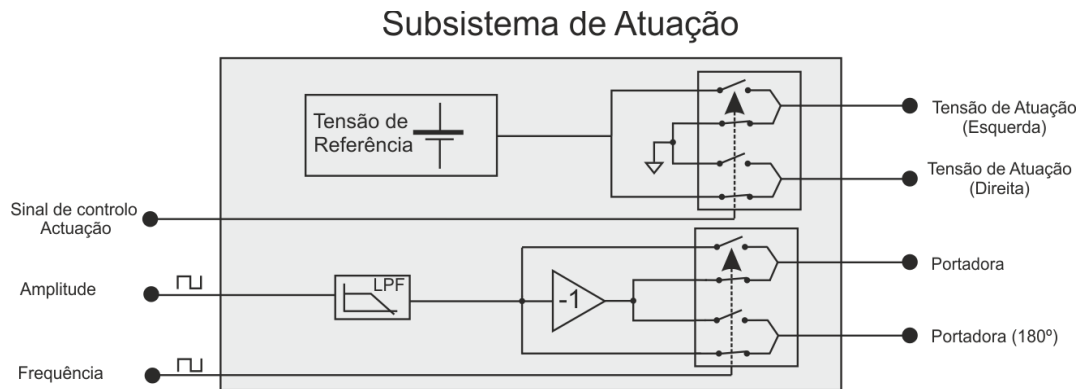 Subsistema de Atuação
Tensão de
Referência
Tensão de Atuação
(Esquerda)
Tensão de Atuação
(Direita)
Sinal de controlo
Actuação
Amplitude
LPF
-1
Portadora
Portadora (180º)
Frequência